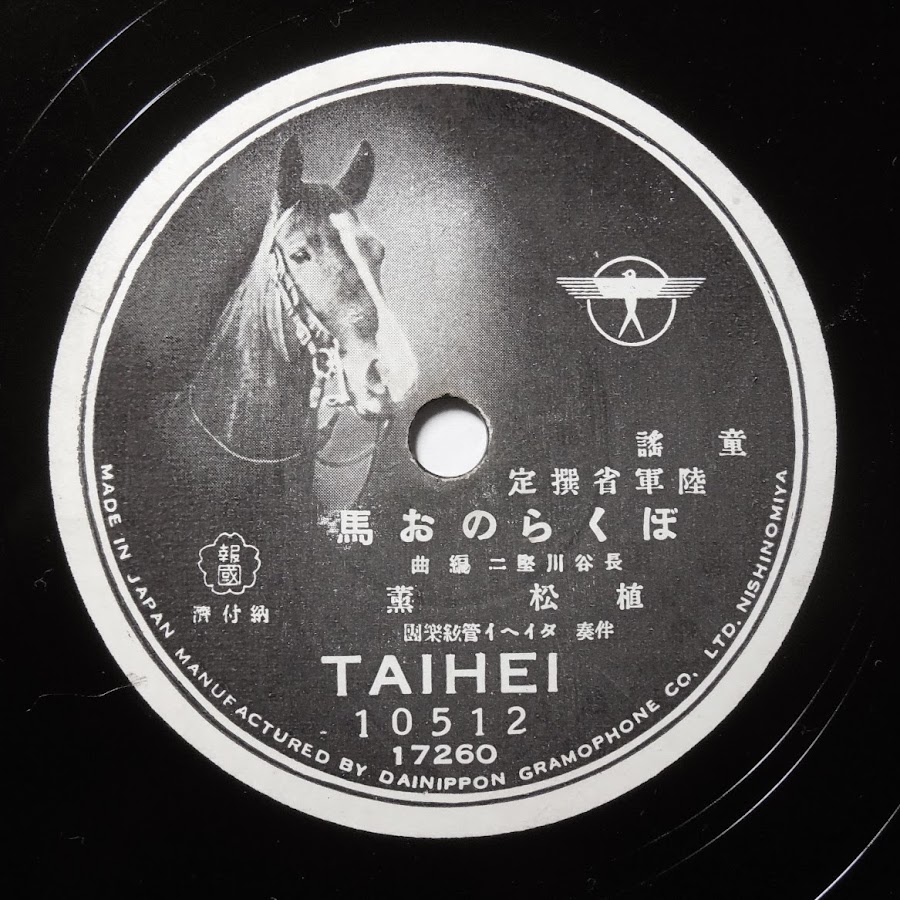 童謠
陸軍省撰定
ぼくらのお馬
長谷川堅二 編曲
植松 薫
伴奏 タイヘイ管絃樂團
報國
納付濟
TAIHEI
10512
17260
MADE IN JAPAN MANUFACTURED BY DAINIPPON GRAMOPHONE CO., LTD. NISHINOMIYA